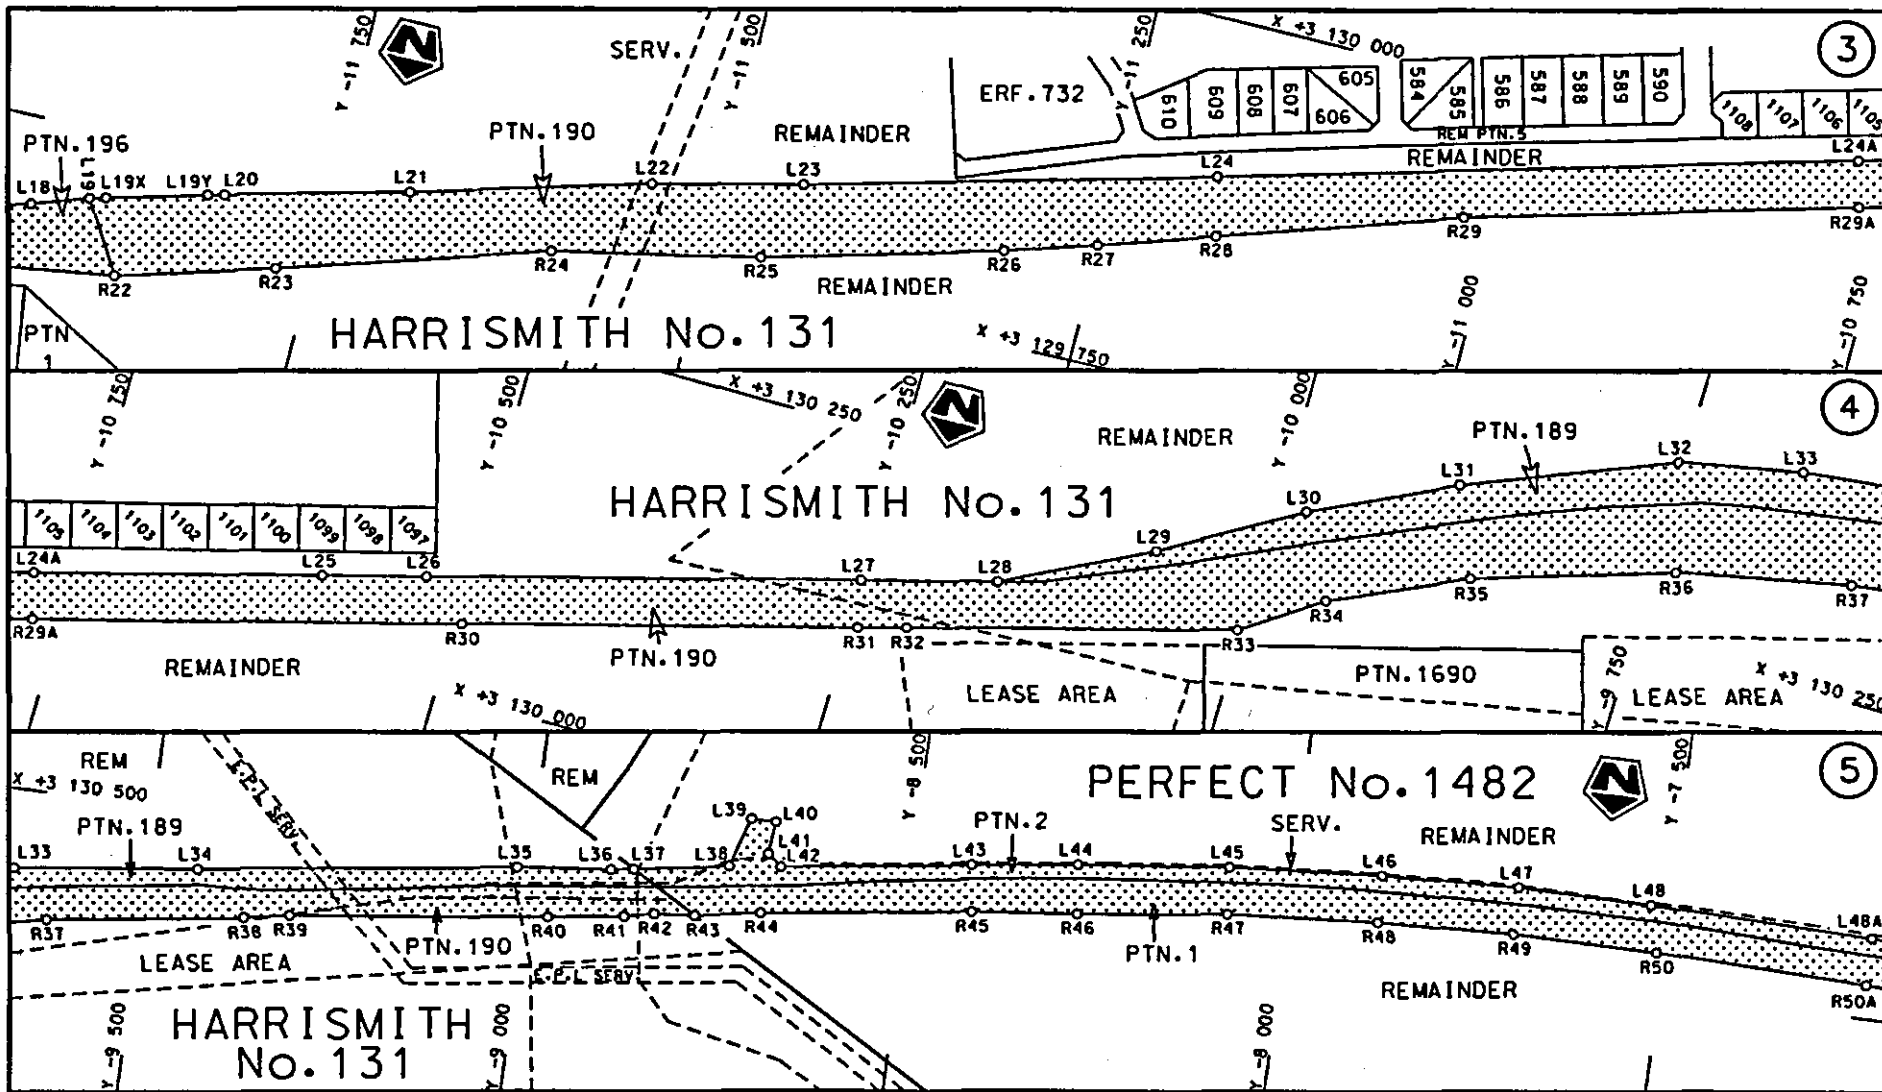 Y -11 750
N
SERV.
Y -11 500
Y -11 250
X +3 130 000
3
ERF.732
610
609
608
607
605
606
584
585
586
587
588
589
590
1108
1107
1106
1105
PTN.196
PTN.190
REMAINDER
REM PTN.5
REMAINDER
L18
L19
L19X
L19Y
L20
L21
L22
L23
L24
L24A
R22
R23
R24
R25
R26
R27
R28
R29
R29A
REMAINDER
PTN
1
HARRISMITH No.131
X +3 129 750
Y -11 000
Y -10 750
Y -10 750
Y -10 500
X +3 130 250
Y -10 250
N
Y -10 000
4
REMAINDER
PTN.189
HARRISMITH No.131
1105
1104
1103
1102
1101
1100
1099
1098
1097
L24A
L25
L26
L27
L28
L29
L30
L31
L32
L33
R29A
R30
R31
R32
R33
R34
R35
R36
R37
PTN.190
REMAINDER
X +3 130 000
LEASE AREA
PTN.1690
Y -9 750
LEASE AREA
X +3 130 250
REM
X +3 130 500
E.P.L SERV
REM
Y -8 500
PERFECT No.1482
N
Y -7 500
5
PTN.189
PTN.2
SERV.
REMAINDER
L33
L34
L35
L36
L37
L38
L39
L40
L41
L42
L43
L44
L45
L46
L47
L48
L48A
R37
R38
R39
R40
R41
R42
R43
R44
R45
R46
R47
R48
R49
R50
R50A
PTN.190
PTN.1
LEASE AREA
E.P.L SERV
REMAINDER
HARRISMITH
No.131
Y -9 500
Y -9 000
Y -8 000